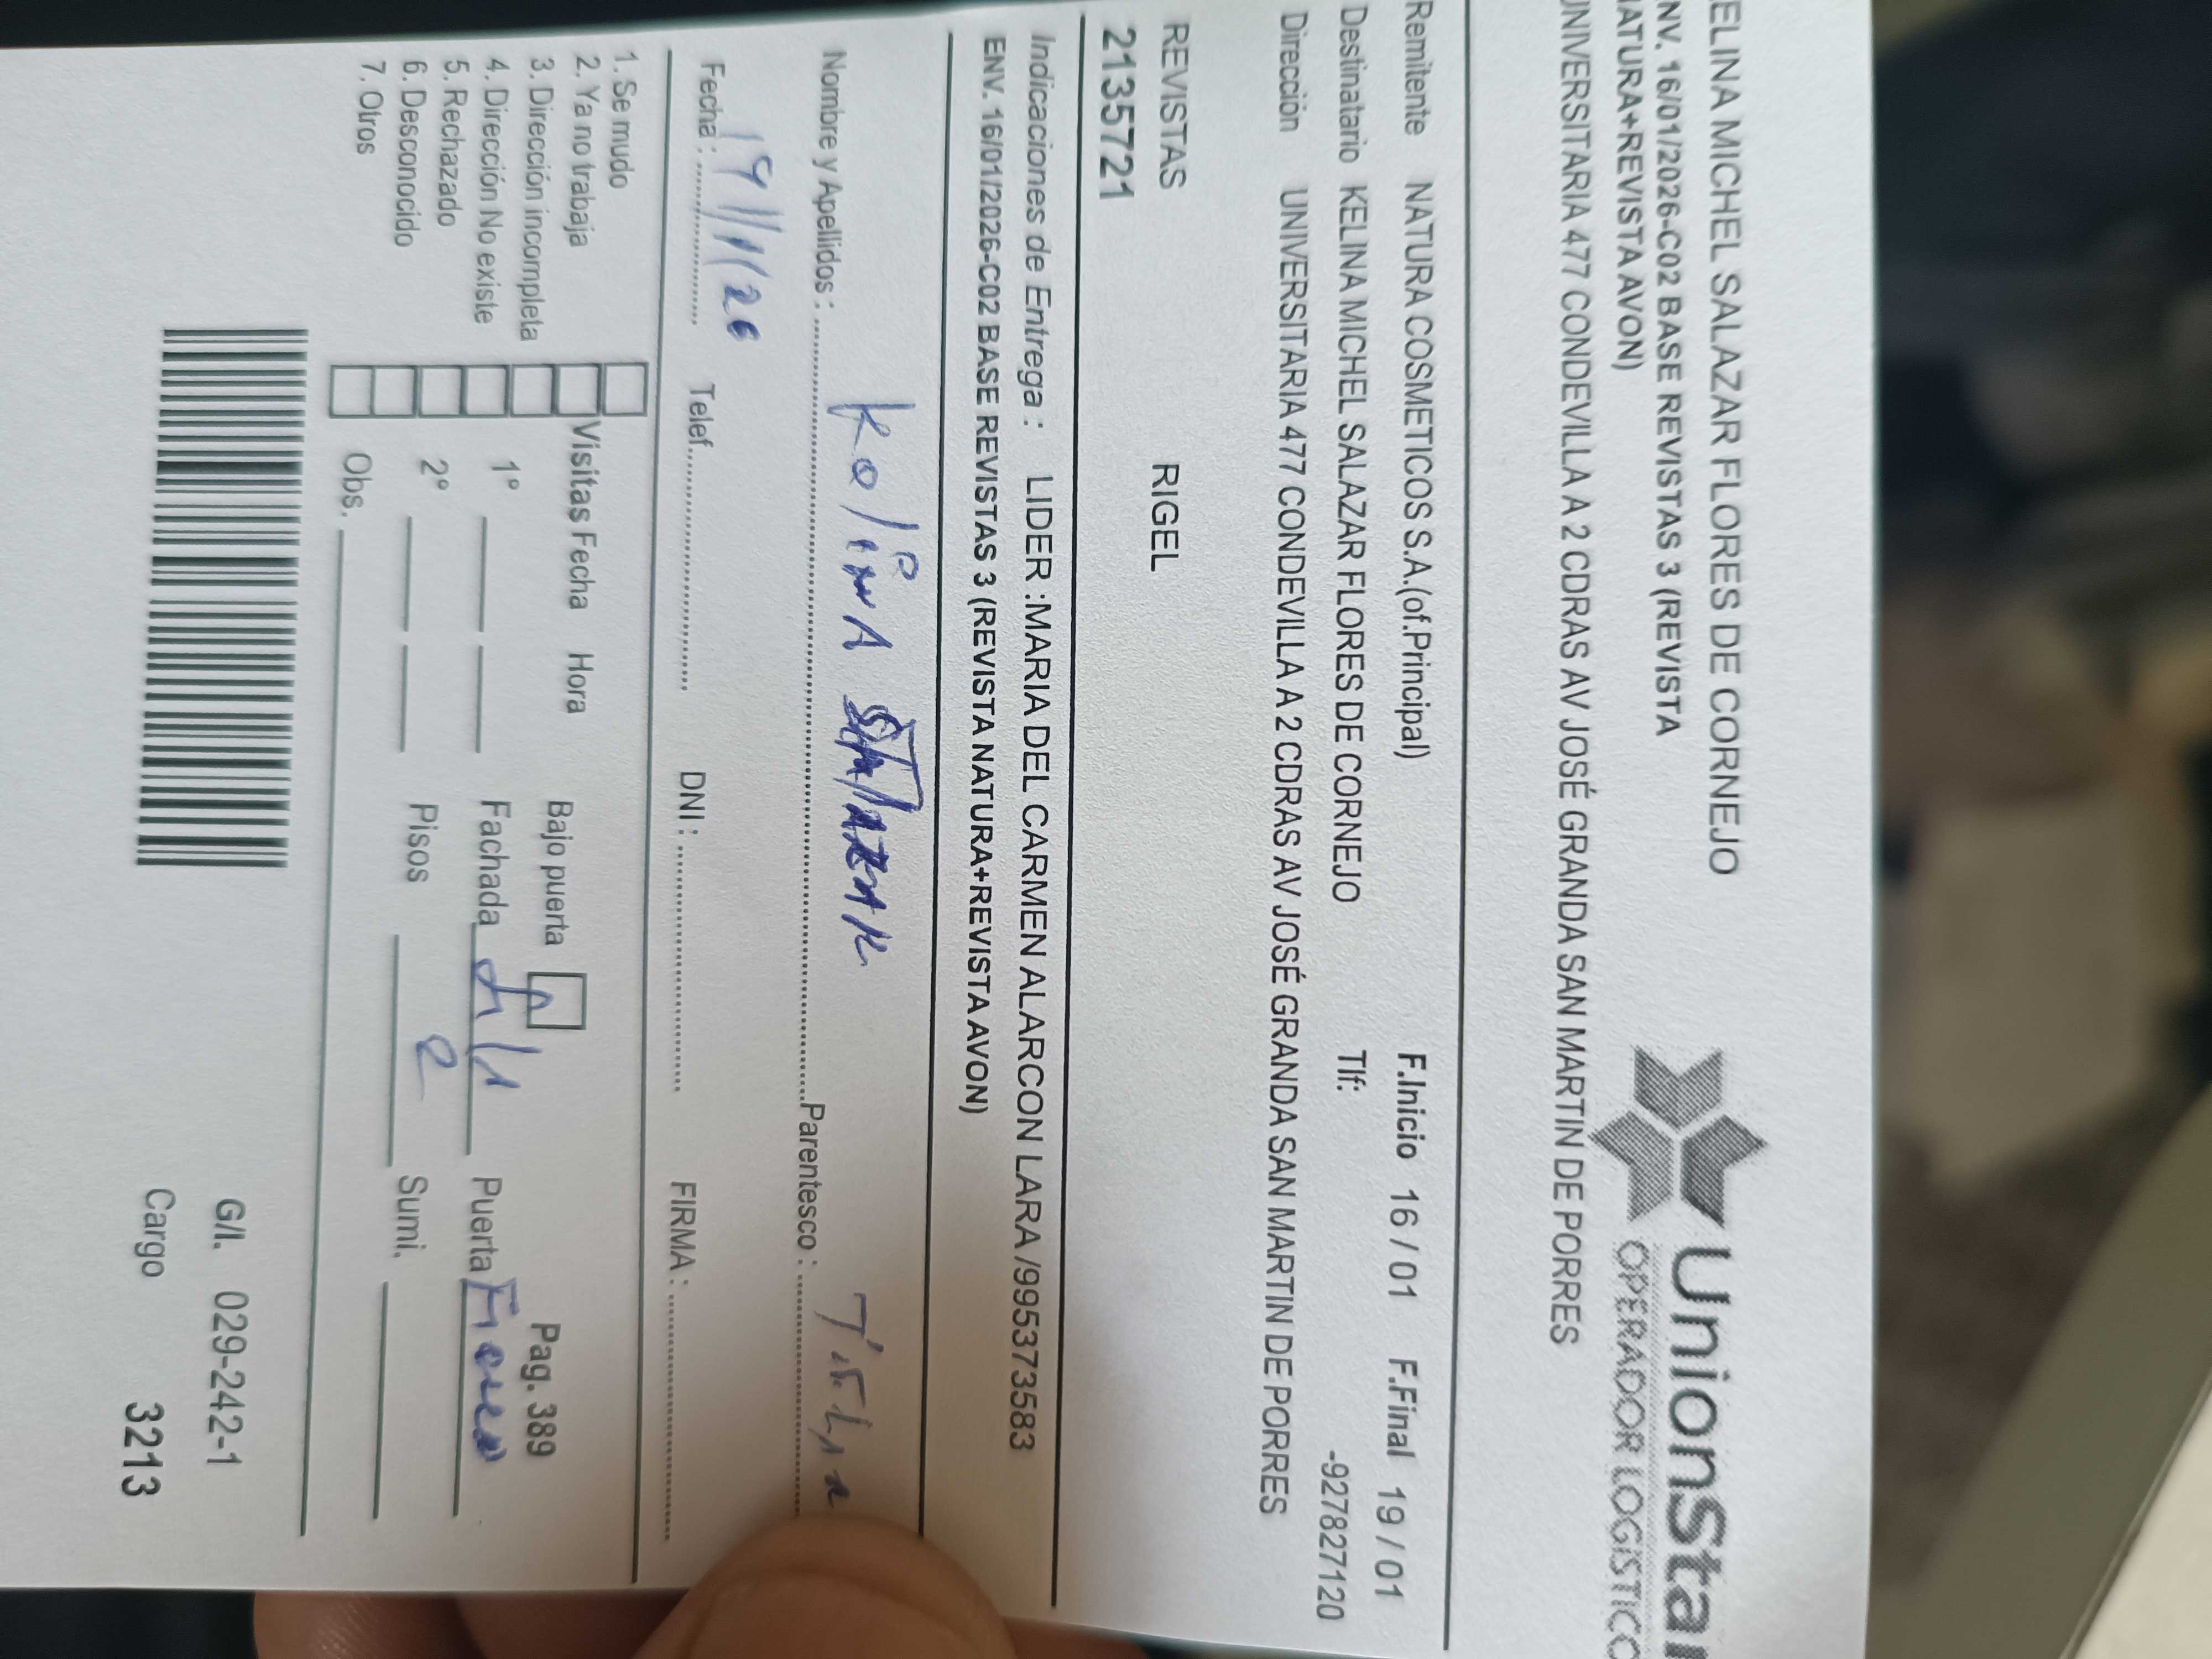 ELINA MICHEL SALAZAR FLORES DE CORNEJO
NV. 16/01/2026-C02 BASE REVISTAS 3 (REVISTA
IATURA+REVISTA AVON)
UNIVERSITARIA 477 CONDEVILLA A 2 CDRAS AV JOSÉ GRANDA SAN MARTIN DE PORRES
UnionStar
OPERADOR LOGISTICO
Remitente NATURA COSMETICOS S.A.(of.Principal) F.Inicio 16 / 01 F.Final 19 / 01
Destinatario KELINA MICHEL SALAZAR FLORES DE CORNEJO Tlf: -927827120
Dirección UNIVERSITARIA 477 CONDEVILLA A 2 CDRAS AV JOSÉ GRANDA SAN MARTIN DE PORRES
REVISTAS RIGEL
2135721
Indicaciones de Entrega : LIDER :MARIA DEL CARMEN ALARCON LARA /995373583
ENV. 16/01/2026-C02 BASE REVISTAS 3 (REVISTA NATURA+REVISTA AVON)
Nombre y Apellidos : Kelina Parentesco :
Fecha : 19/1/26 Telef. DNI : FIRMA :
1. Se mudo
2. Ya no trabaja
3. Dirección incompleta
4. Dirección No existe
5. Rechazado
6. Desconocido
7. Otros
Visitas Fecha Hora
1º
2º
Obs.
Bajo puerta Pag. 389
Fachada Puerta
Pisos 2 Sumi.
G/I. 029-242-1
Cargo 3213